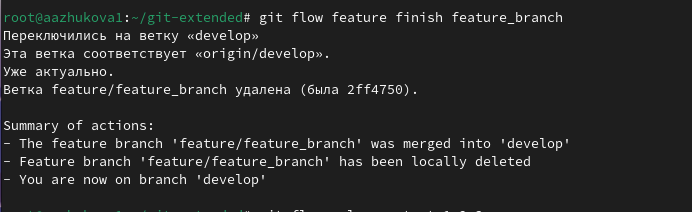 root@aazhukova1:~/git-extended# git flow feature finish feature_branch
Переключились на ветку «develop»
Эта ветка соответствует «origin/develop».
Уже актуально.
Ветка feature/feature_branch удалена (была 2ff4750).
Summary of actions:
- The feature branch 'feature/feature_branch' was merged into 'develop'
- Feature branch 'feature/feature_branch' has been locally deleted
- You are now on branch 'develop'